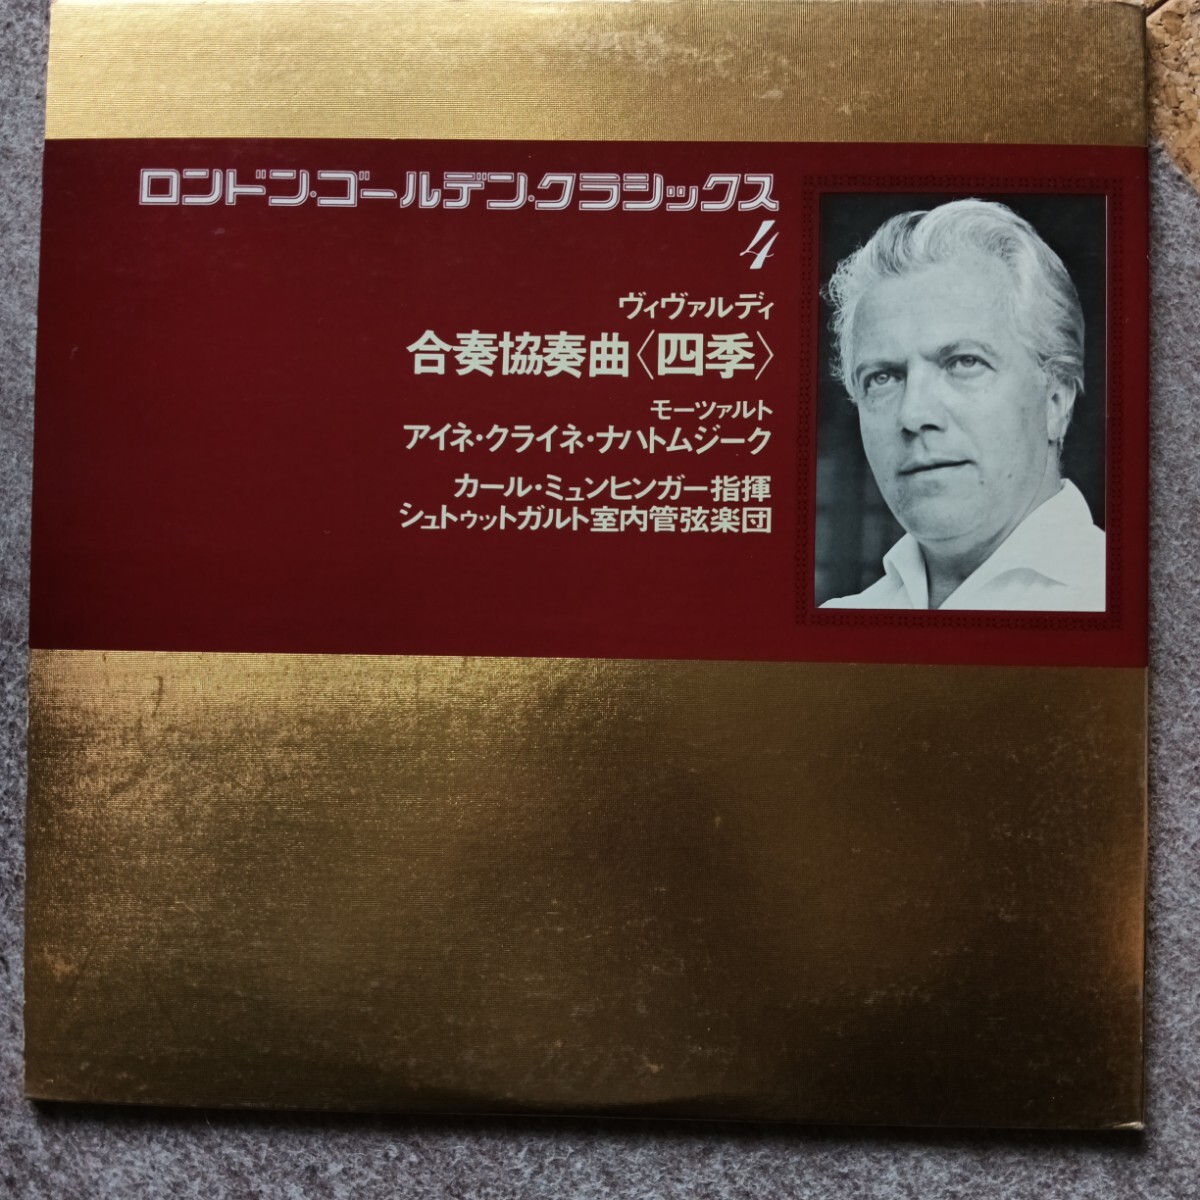 ロンドン・ゴールデン・クラシックス
4
ヴィヴァルディ
合奏協奏曲〈四季〉
モーツァルト
アイネ・クライネ・ナハトムジーク
カール・ミュンヒンガー指揮
シュトゥットガルト室内管弦楽団